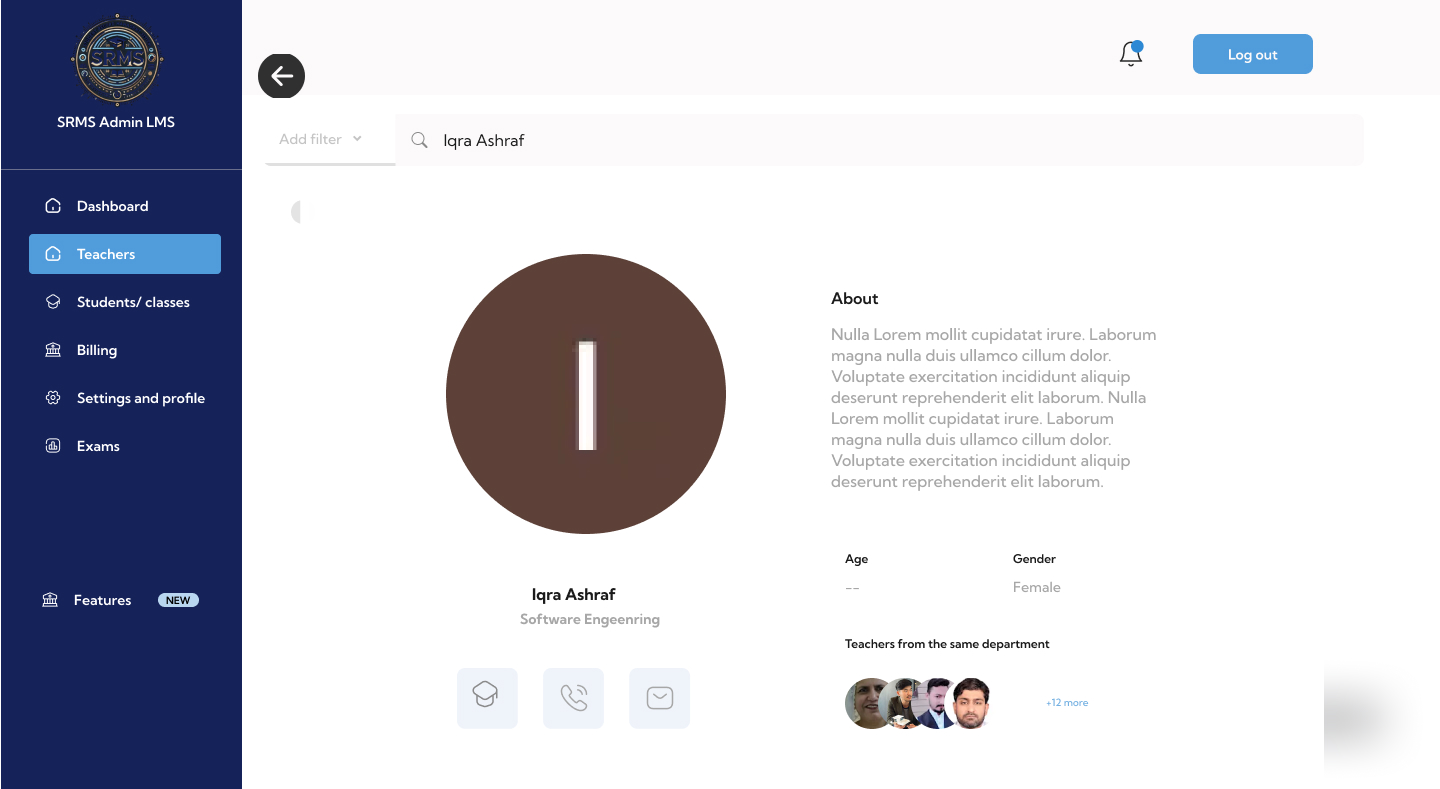 SRMS
SRMS Admin LMS
Dashboard
Teachers
Students/ classes
Billing
Settings and profile
Exams
Features NEW
Log out
Add filter
Iqra Ashraf
I
Iqra Ashraf
Software Engeenring
About
Nulla Lorem mollit cupidatat irure. Laborum
magna nulla duis ullamco cillum dolor.
Voluptate exercitation incididunt aliquip
deserunt reprehenderit elit laborum. Nulla
Lorem mollit cupidatat irure. Laborum
magna nulla duis ullamco cillum dolor.
Voluptate exercitation incididunt aliquip
deserunt reprehenderit elit laborum.
Age Gender
-- Female
Teachers from the same department
+12 more